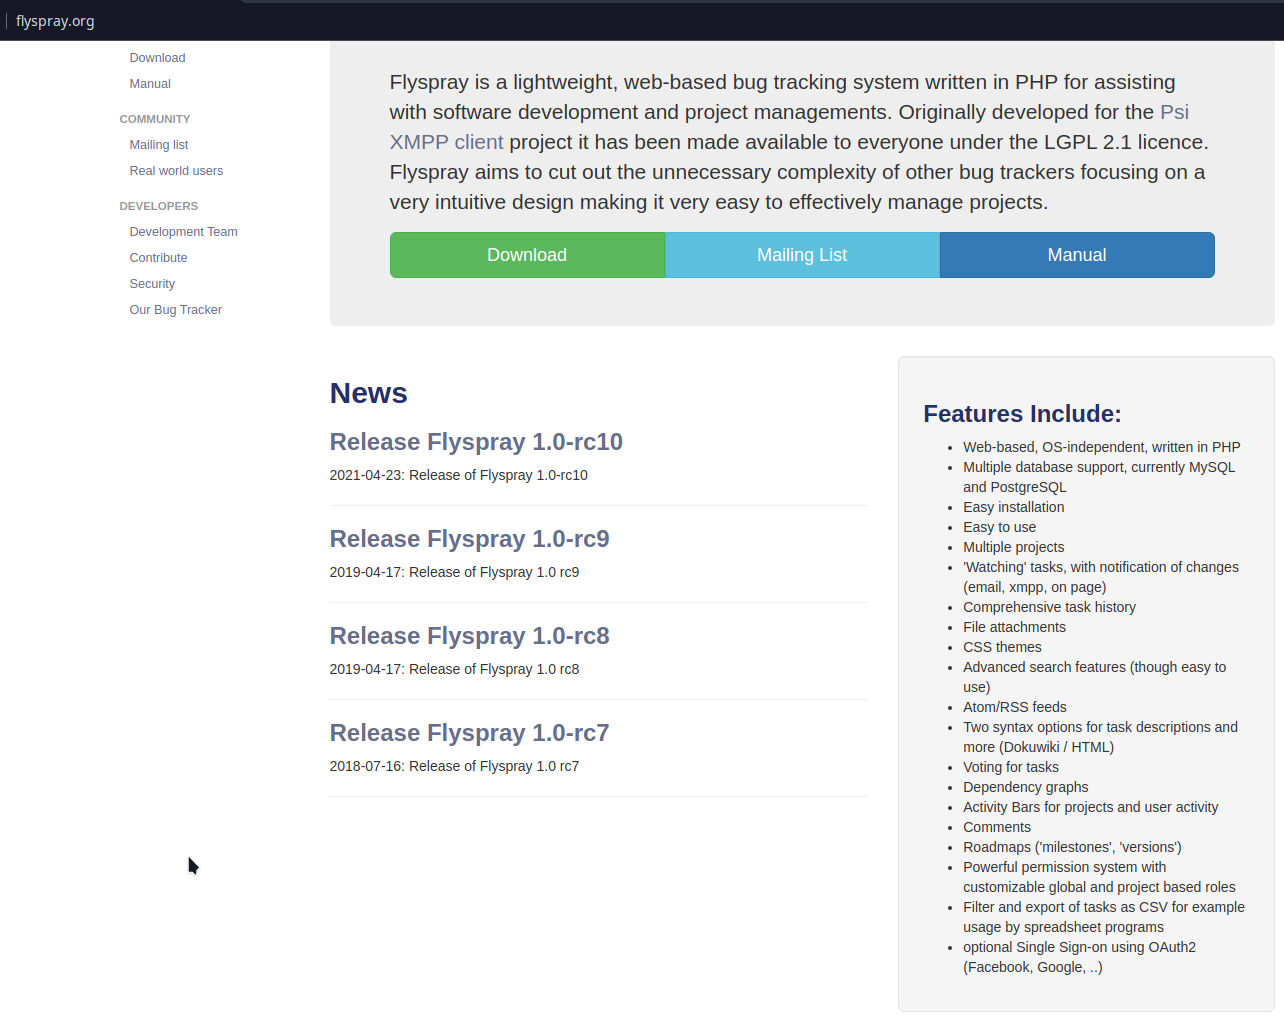 flyspray.org
Download
Manual
COMMUNITY
Mailing list
Real world users
DEVELOPERS
Development Team
Contribute
Security
Our Bug Tracker
Flyspray is a lightweight, web-based bug tracking system written in PHP for assisting
with software development and project managements. Originally developed for the Psi
XMPP client project it has been made available to everyone under the LGPL 2.1 licence.
Flyspray aims to cut out the unnecessary complexity of other bug trackers focusing on a
very intuitive design making it very easy to effectively manage projects.
Download
Mailing List
Manual
News
Release Flyspray 1.0-rc10
2021-04-23: Release of Flyspray 1.0-rc10
Release Flyspray 1.0-rc9
2019-04-17: Release of Flyspray 1.0 rc9
Release Flyspray 1.0-rc8
2019-04-17: Release of Flyspray 1.0 rc8
Release Flyspray 1.0-rc7
2018-07-16: Release of Flyspray 1.0 rc7
Features Include:
• Web-based, OS-independent, written in PHP
• Multiple database support, currently MySQL
and PostgreSQL
• Easy installation
• Easy to use
• Multiple projects
• 'Watching' tasks, with notification of changes
(email, xmpp, on page)
• Comprehensive task history
• File attachments
• CSS themes
• Advanced search features (though easy to
use)
• Atom/RSS feeds
• Two syntax options for task descriptions and
more (Dokuwiki / HTML)
• Voting for tasks
• Dependency graphs
• Activity Bars for projects and user activity
• Comments
• Roadmaps ('milestones', 'versions')
• Powerful permission system with
customizable global and project based roles
• Filter and export of tasks as CSV for example
usage by spreadsheet programs
• optional Single Sign-on using OAuth2
(Facebook, Google, ..)